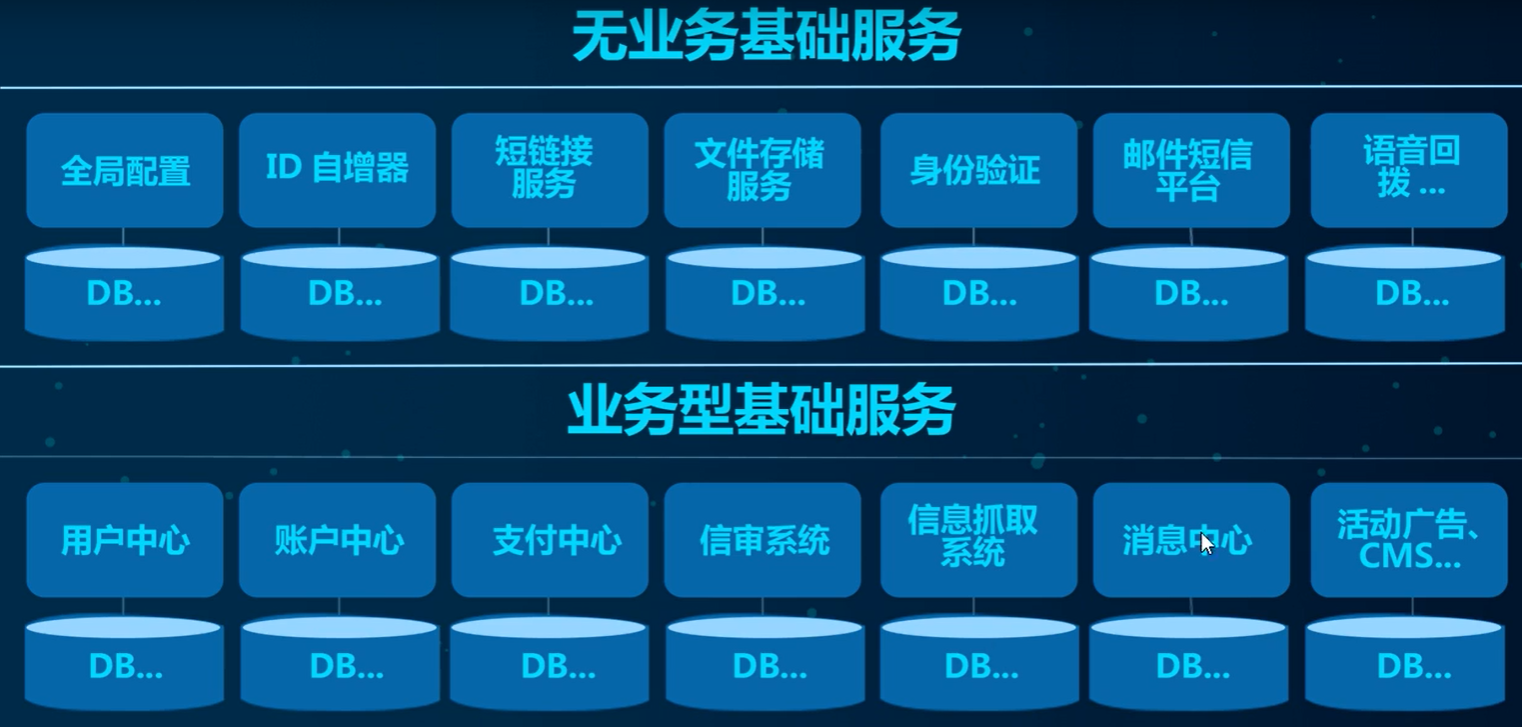 无业务基础服务
全局配置
ID 自增器
短链接
服务
文件存储
服务
身份验证
邮件短信
平台
语音回
拨 ...
DB...
DB...
DB...
DB...
DB...
DB...
DB...
业务型基础服务
用户中心
账户中心
支付中心
信审系统
信息抓取
系统
消息中心
活动广告、
CMS...
DB...
DB...
DB...
DB...
DB...
DB...
DB...